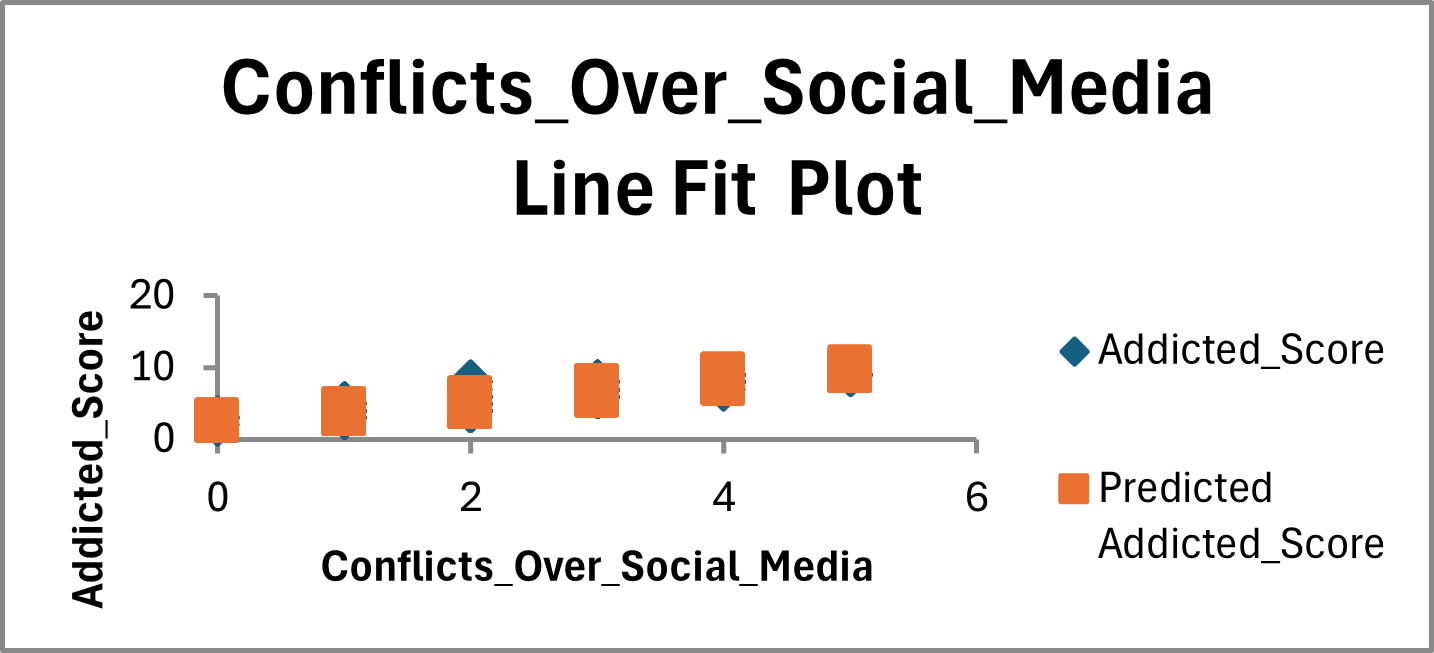 Conflicts_Over_Social_Media
Line Fit Plot
20
10
0
Addicted_Score
0 2 4 6
Conflicts_Over_Social_Media
Addicted_Score
Predicted
Addicted_Score